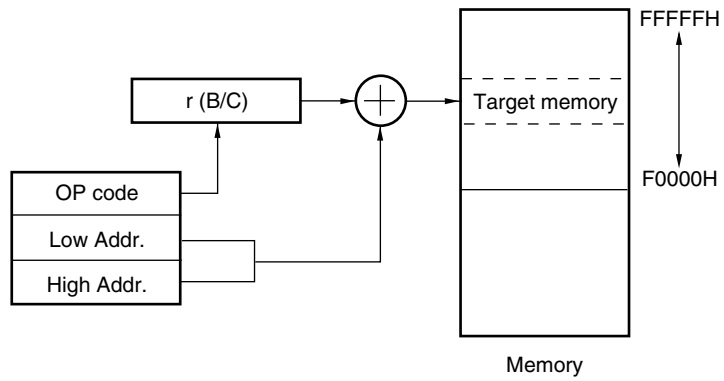 FFFFFH
r (B/C)
Target memory
OP code
F0000H
Low Addr.
High Addr.
Memory